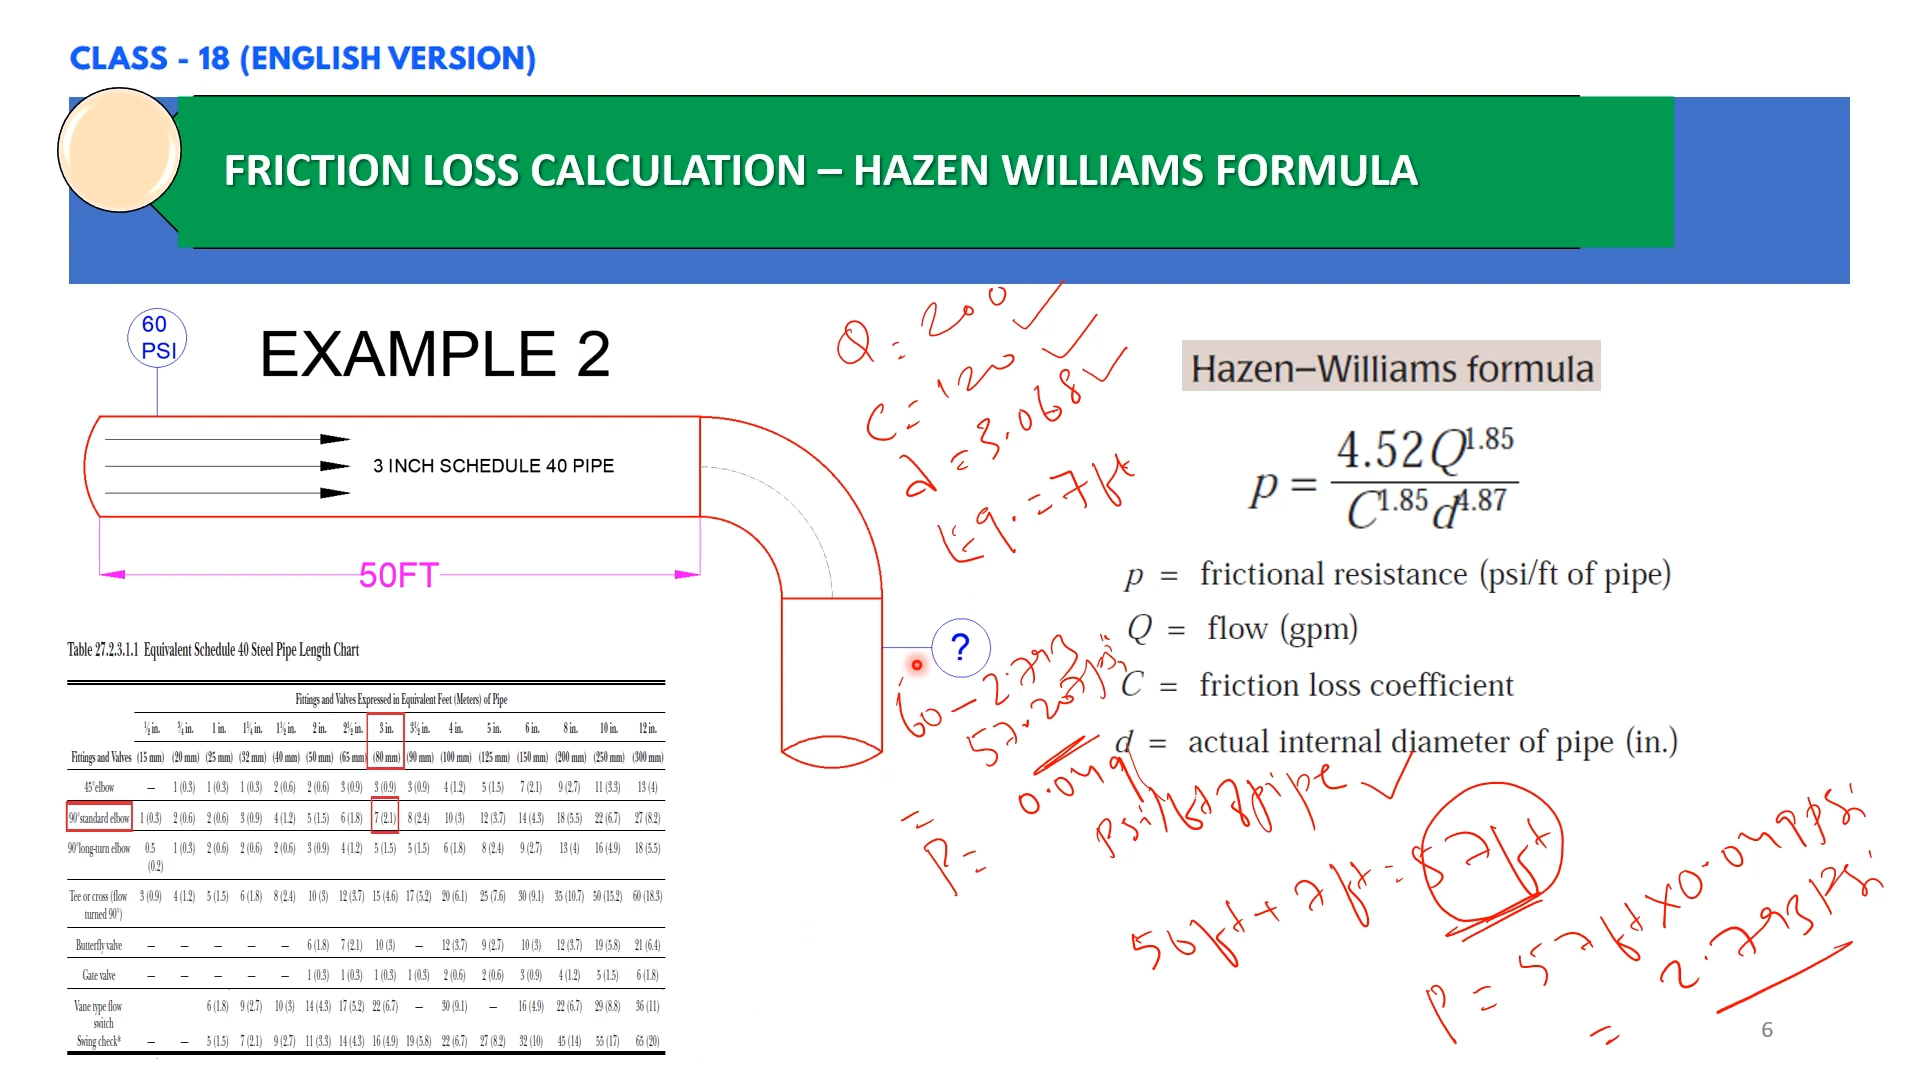 CLASS - 18 (ENGLISH VERSION)
FRICTION LOSS CALCULATION – HAZEN WILLIAMS FORMULA
60
PSI
EXAMPLE 2
3 INCH SCHEDULE 40 PIPE
50FT
?
Q = 200
C = 120
d = 3.068
Eq. = 7 ft
Hazen–Williams formula
p = 4.52 Q^1.85 / C^1.85 d^4.87
p = frictional resistance (psi/ft of pipe)
Q = flow (gpm)
C = friction loss coefficient
d = actual internal diameter of pipe (in.)
60 - 2.793
57.207 psi
= 0.049
P =
psi/ft of pipe
50 ft + 7 ft = 57 ft
P = 57 ft X 0.049 psi
= 2.793 Psi
Table 27.2.3.1.1 Equivalent Schedule 40 Steel Pipe Length Chart
Fittings and Valves Expressed in Equivalent Feet (Meters) of Pipe
½ in. ¾ in. 1 in. 1¼ in. 1½ in. 2 in. 2½ in. 3 in. 3½ in. 4 in. 5 in. 6 in. 8 in. 10 in. 12 in.
Fittings and Valves (15 mm) (20 mm) (25 mm) (32 mm) (40 mm) (50 mm) (65 mm) (80 mm) (90 mm) (100 mm) (125 mm) (150 mm) (200 mm) (250 mm) (300 mm)
45°elbow — 1 (0.3) 1 (0.3) 1 (0.3) 2 (0.6) 2 (0.6) 3 (0.9) 3 (0.9) 3 (0.9) 4 (1.2) 5 (1.5) 7 (2.1) 9 (2.7) 11 (3.3) 13 (4)
90°standard elbow 1 (0.3) 2 (0.6) 2 (0.6) 3 (0.9) 4 (1.2) 5 (1.5) 6 (1.8) 7 (2.1) 8 (2.4) 10 (3) 12 (3.7) 14 (4.3) 18 (5.5) 22 (6.7) 27 (8.2)
90°long-turn elbow 0.5 1 (0.3) 2 (0.6) 2 (0.6) 2 (0.6) 3 (0.9) 4 (1.2) 5 (1.5) 5 (1.5) 6 (1.8) 8 (2.4) 9 (2.7) 13 (4) 16 (4.9) 18 (5.5)
(0.2)
Tee or cross (flow 3 (0.9) 4 (1.2) 5 (1.5) 6 (1.8) 8 (2.4) 10 (3) 12 (3.7) 15 (4.6) 17 (5.2) 20 (6.1) 25 (7.6) 30 (9.1) 35 (10.7) 50 (15.2) 60 (18.3)
turned 90°)
Butterfly valve — — — — — 6 (1.8) 7 (2.1) 10 (3) — 12 (3.7) 9 (2.7) 10 (3) 12 (3.7) 19 (5.8) 21 (6.4)
Gate valve — — — — — 1 (0.3) 1 (0.3) 1 (0.3) 1 (0.3) 2 (0.6) 2 (0.6) 3 (0.9) 4 (1.2) 5 (1.5) 6 (1.8)
Vane type flow 6 (1.8) 9 (2.7) 10 (3) 14 (4.3) 17 (5.2) 22 (6.7) — 30 (9.1) — 16 (4.9) 22 (6.7) 29 (8.8) 36 (11)
switch
Swing check* — — 5 (1.5) 7 (2.1) 9 (2.7) 11 (3.3) 14 (4.3) 16 (4.9) 19 (5.8) 22 (6.7) 27 (8.2) 32 (10) 45 (14) 55 (17) 65 (20)
6